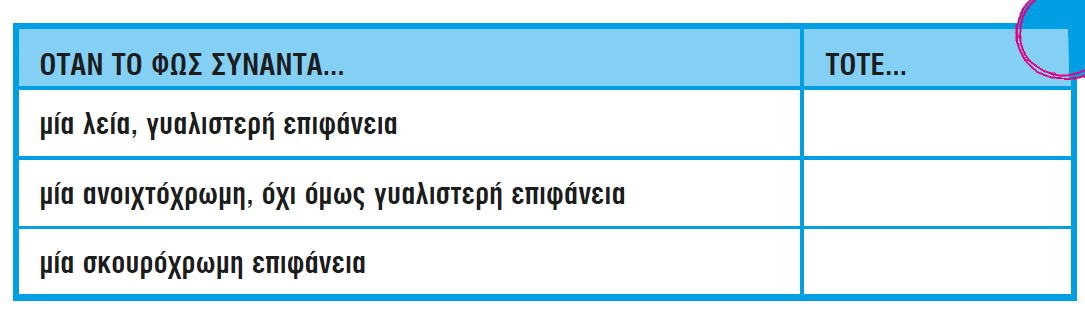 ΟΤΑΝ ΤΟ ΦΩΣ ΣΥΝΑΝΤΑ... ΤΟΤΕ...
μία λεία, γυαλιστερή επιφάνεια
μία ανοιχτόχρωμη, όχι όμως γυαλιστερή επιφάνεια
μία σκουρόχρωμη επιφάνεια